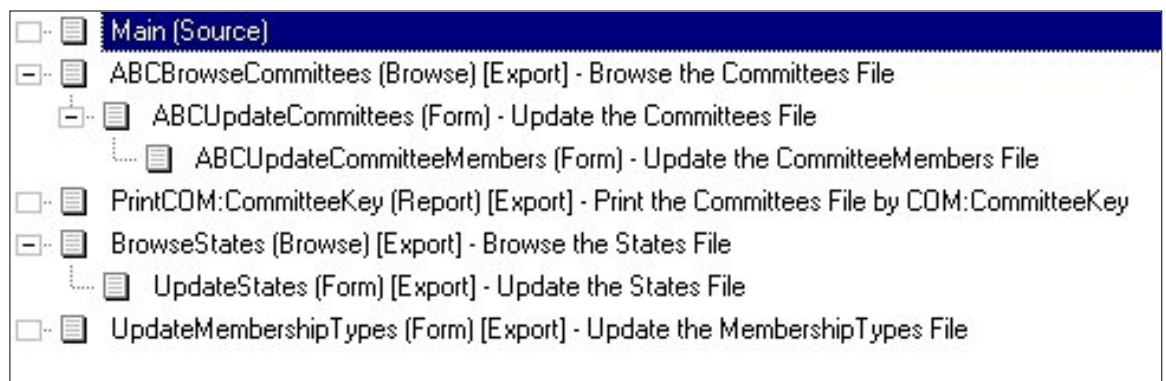 Main (Source)
ABCBrowseCommittees (Browse) [Export] - Browse the Committees File
ABCUpdateCommittees (Form) - Update the Committees File
ABCUpdateCommitteeMembers (Form) - Update the CommitteeMembers File
PrintCOM:CommitteeKey (Report) [Export] - Print the Committees File by COM:CommitteeKey
BrowseStates (Browse) [Export] - Browse the States File
UpdateStates (Form) [Export] - Update the States File
UpdateMembershipTypes (Form) [Export] - Update the MembershipTypes File